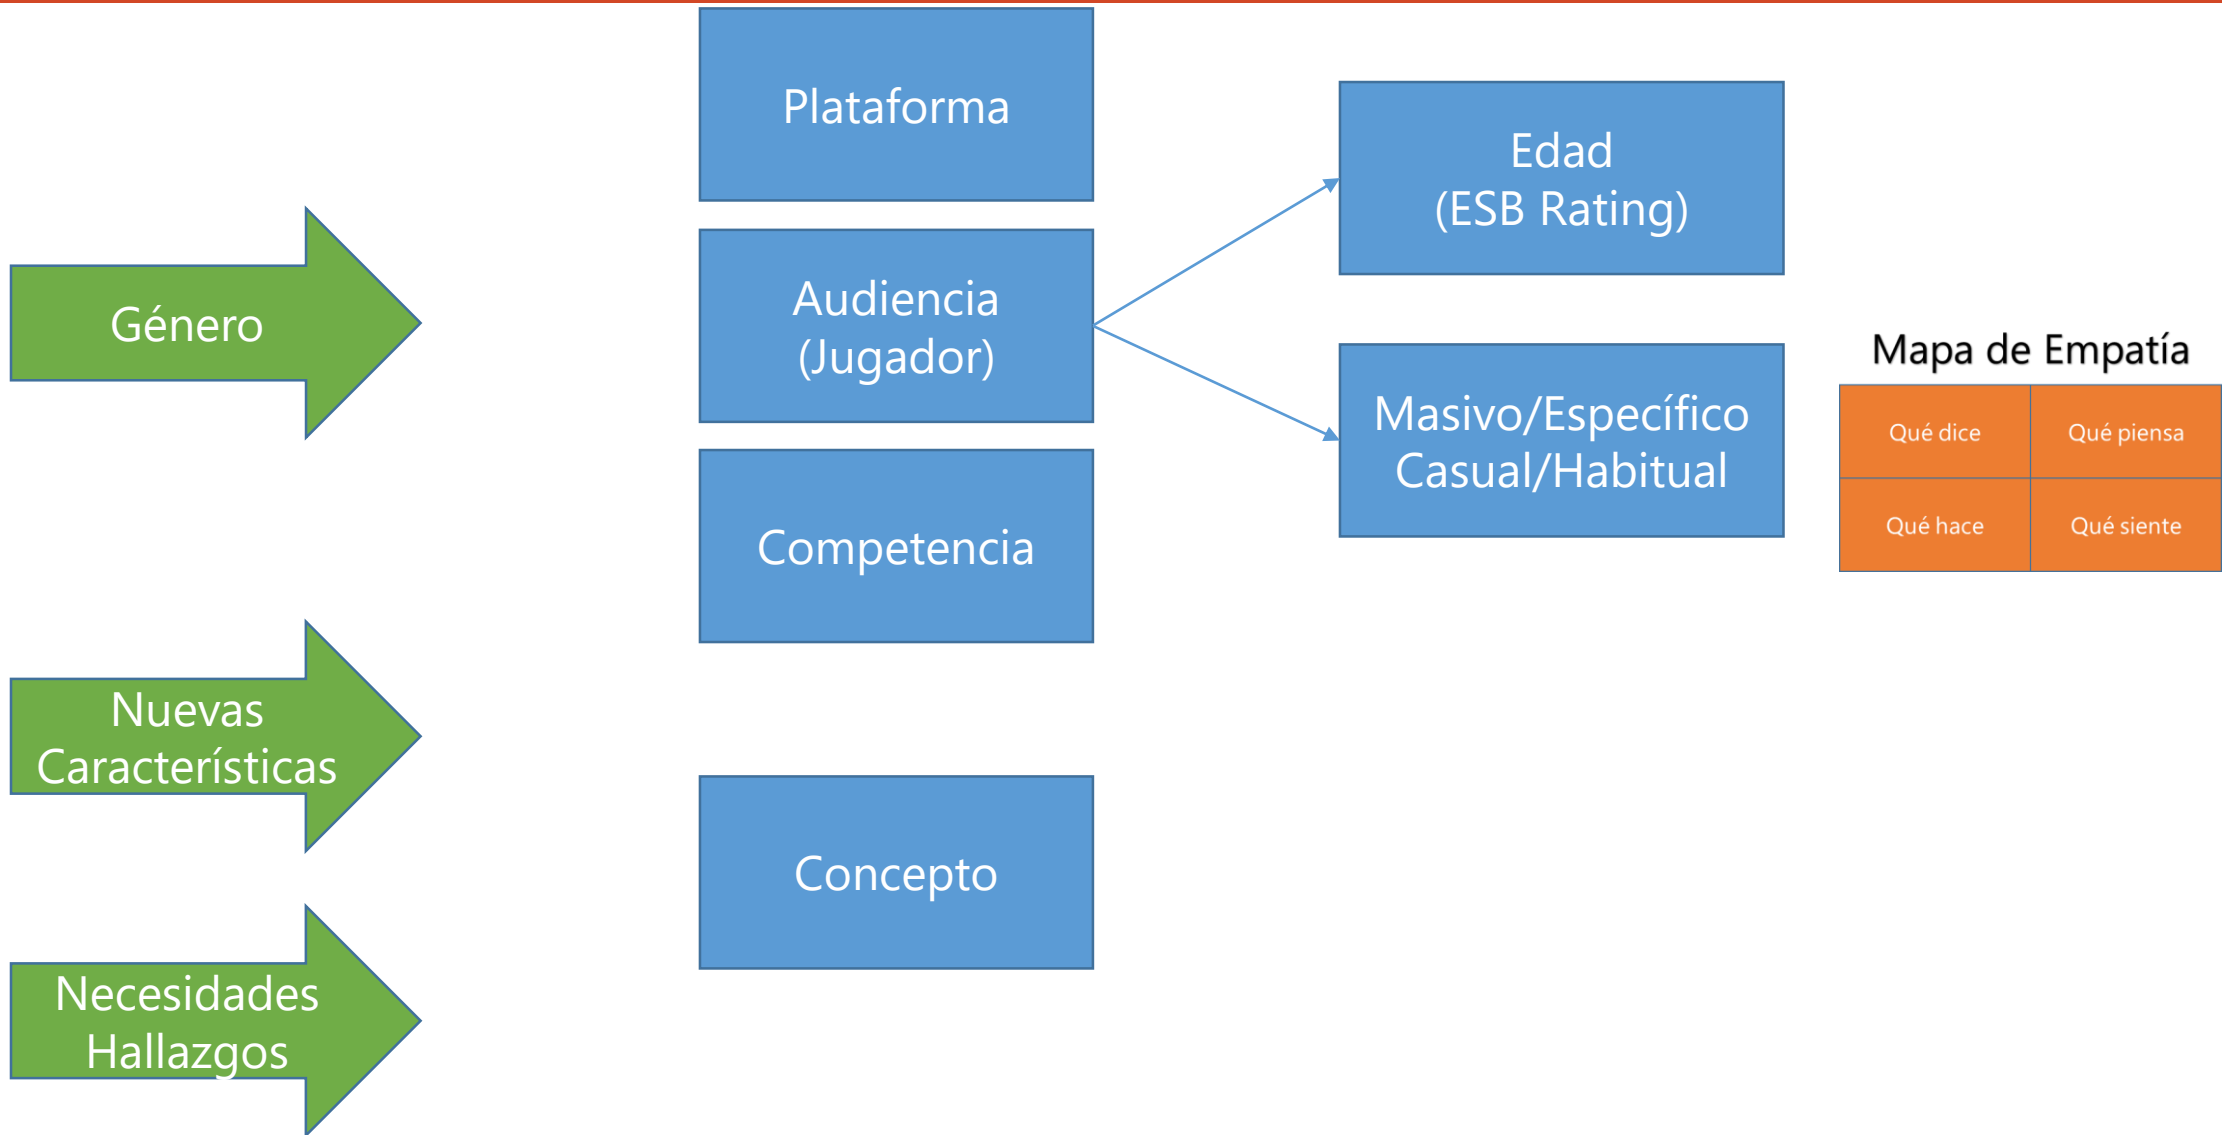 Género
Nuevas
Características
Necesidades
Hallazgos
Plataforma
Audiencia
(Jugador)
Competencia
Concepto
Edad
(ESB Rating)
Masivo/Específico
Casual/Habitual
Mapa de Empatía
Qué dice
Qué piensa
Qué hace
Qué siente